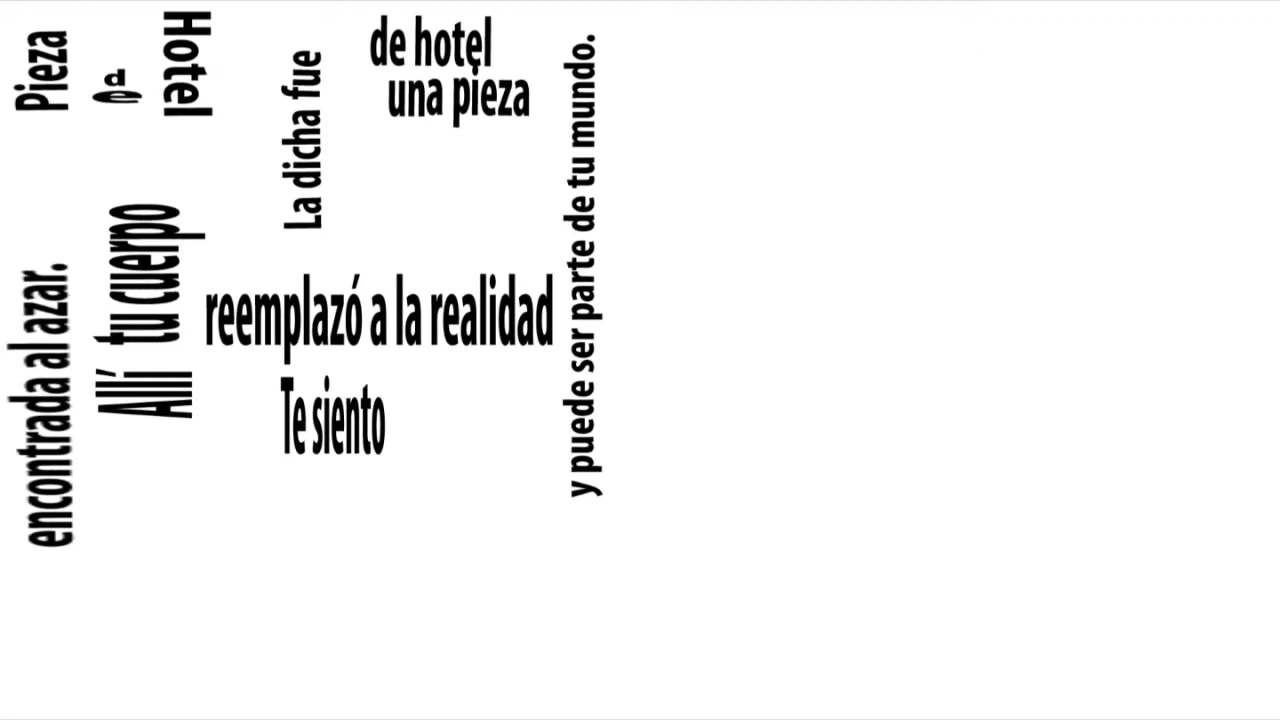 Pieza
de
Hotel
La dicha fue
una pieza
de hotel
encontrada al azar.
Allí tu cuerpo
reemplazó a la realidad
Te siento
y puede ser parte de tu mundo.